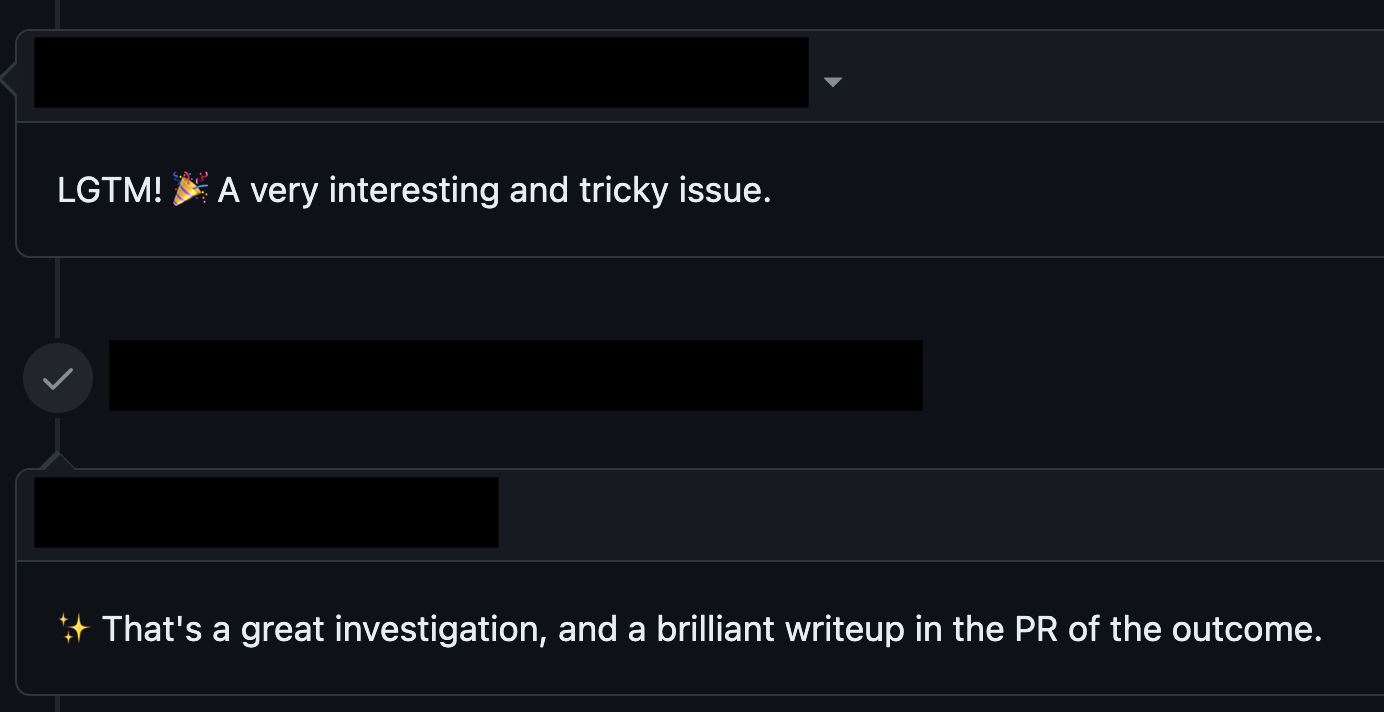 LGTM! 🎉 A very interesting and tricky issue.
✨ That's a great investigation, and a brilliant writeup in the PR of the outcome.